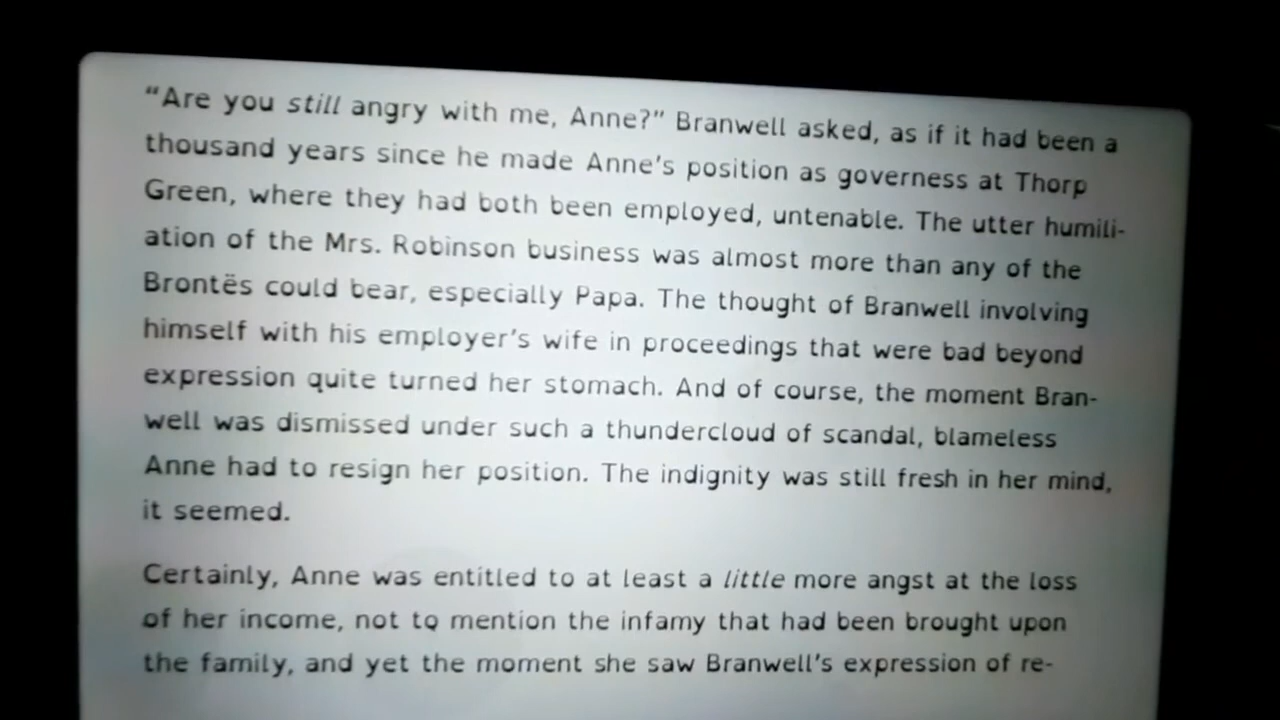 “Are you still angry with me, Anne?” Branwell asked, as if it had been a
thousand years since he made Anne’s position as governess at Thorp
Green, where they had both been employed, untenable. The utter humili-
ation of the Mrs. Robinson business was almost more than any of the
Brontës could bear, especially Papa. The thought of Branwell involving
himself with his employer’s wife in proceedings that were bad beyond
expression quite turned her stomach. And of course, the moment Bran-
well was dismissed under such a thundercloud of scandal, blameless
Anne had to resign her position. The indignity was still fresh in her mind,
it seemed.
Certainly, Anne was entitled to at least a little more angst at the loss
of her income, not to mention the infamy that had been brought upon
the family, and yet the moment she saw Branwell’s expression of re-